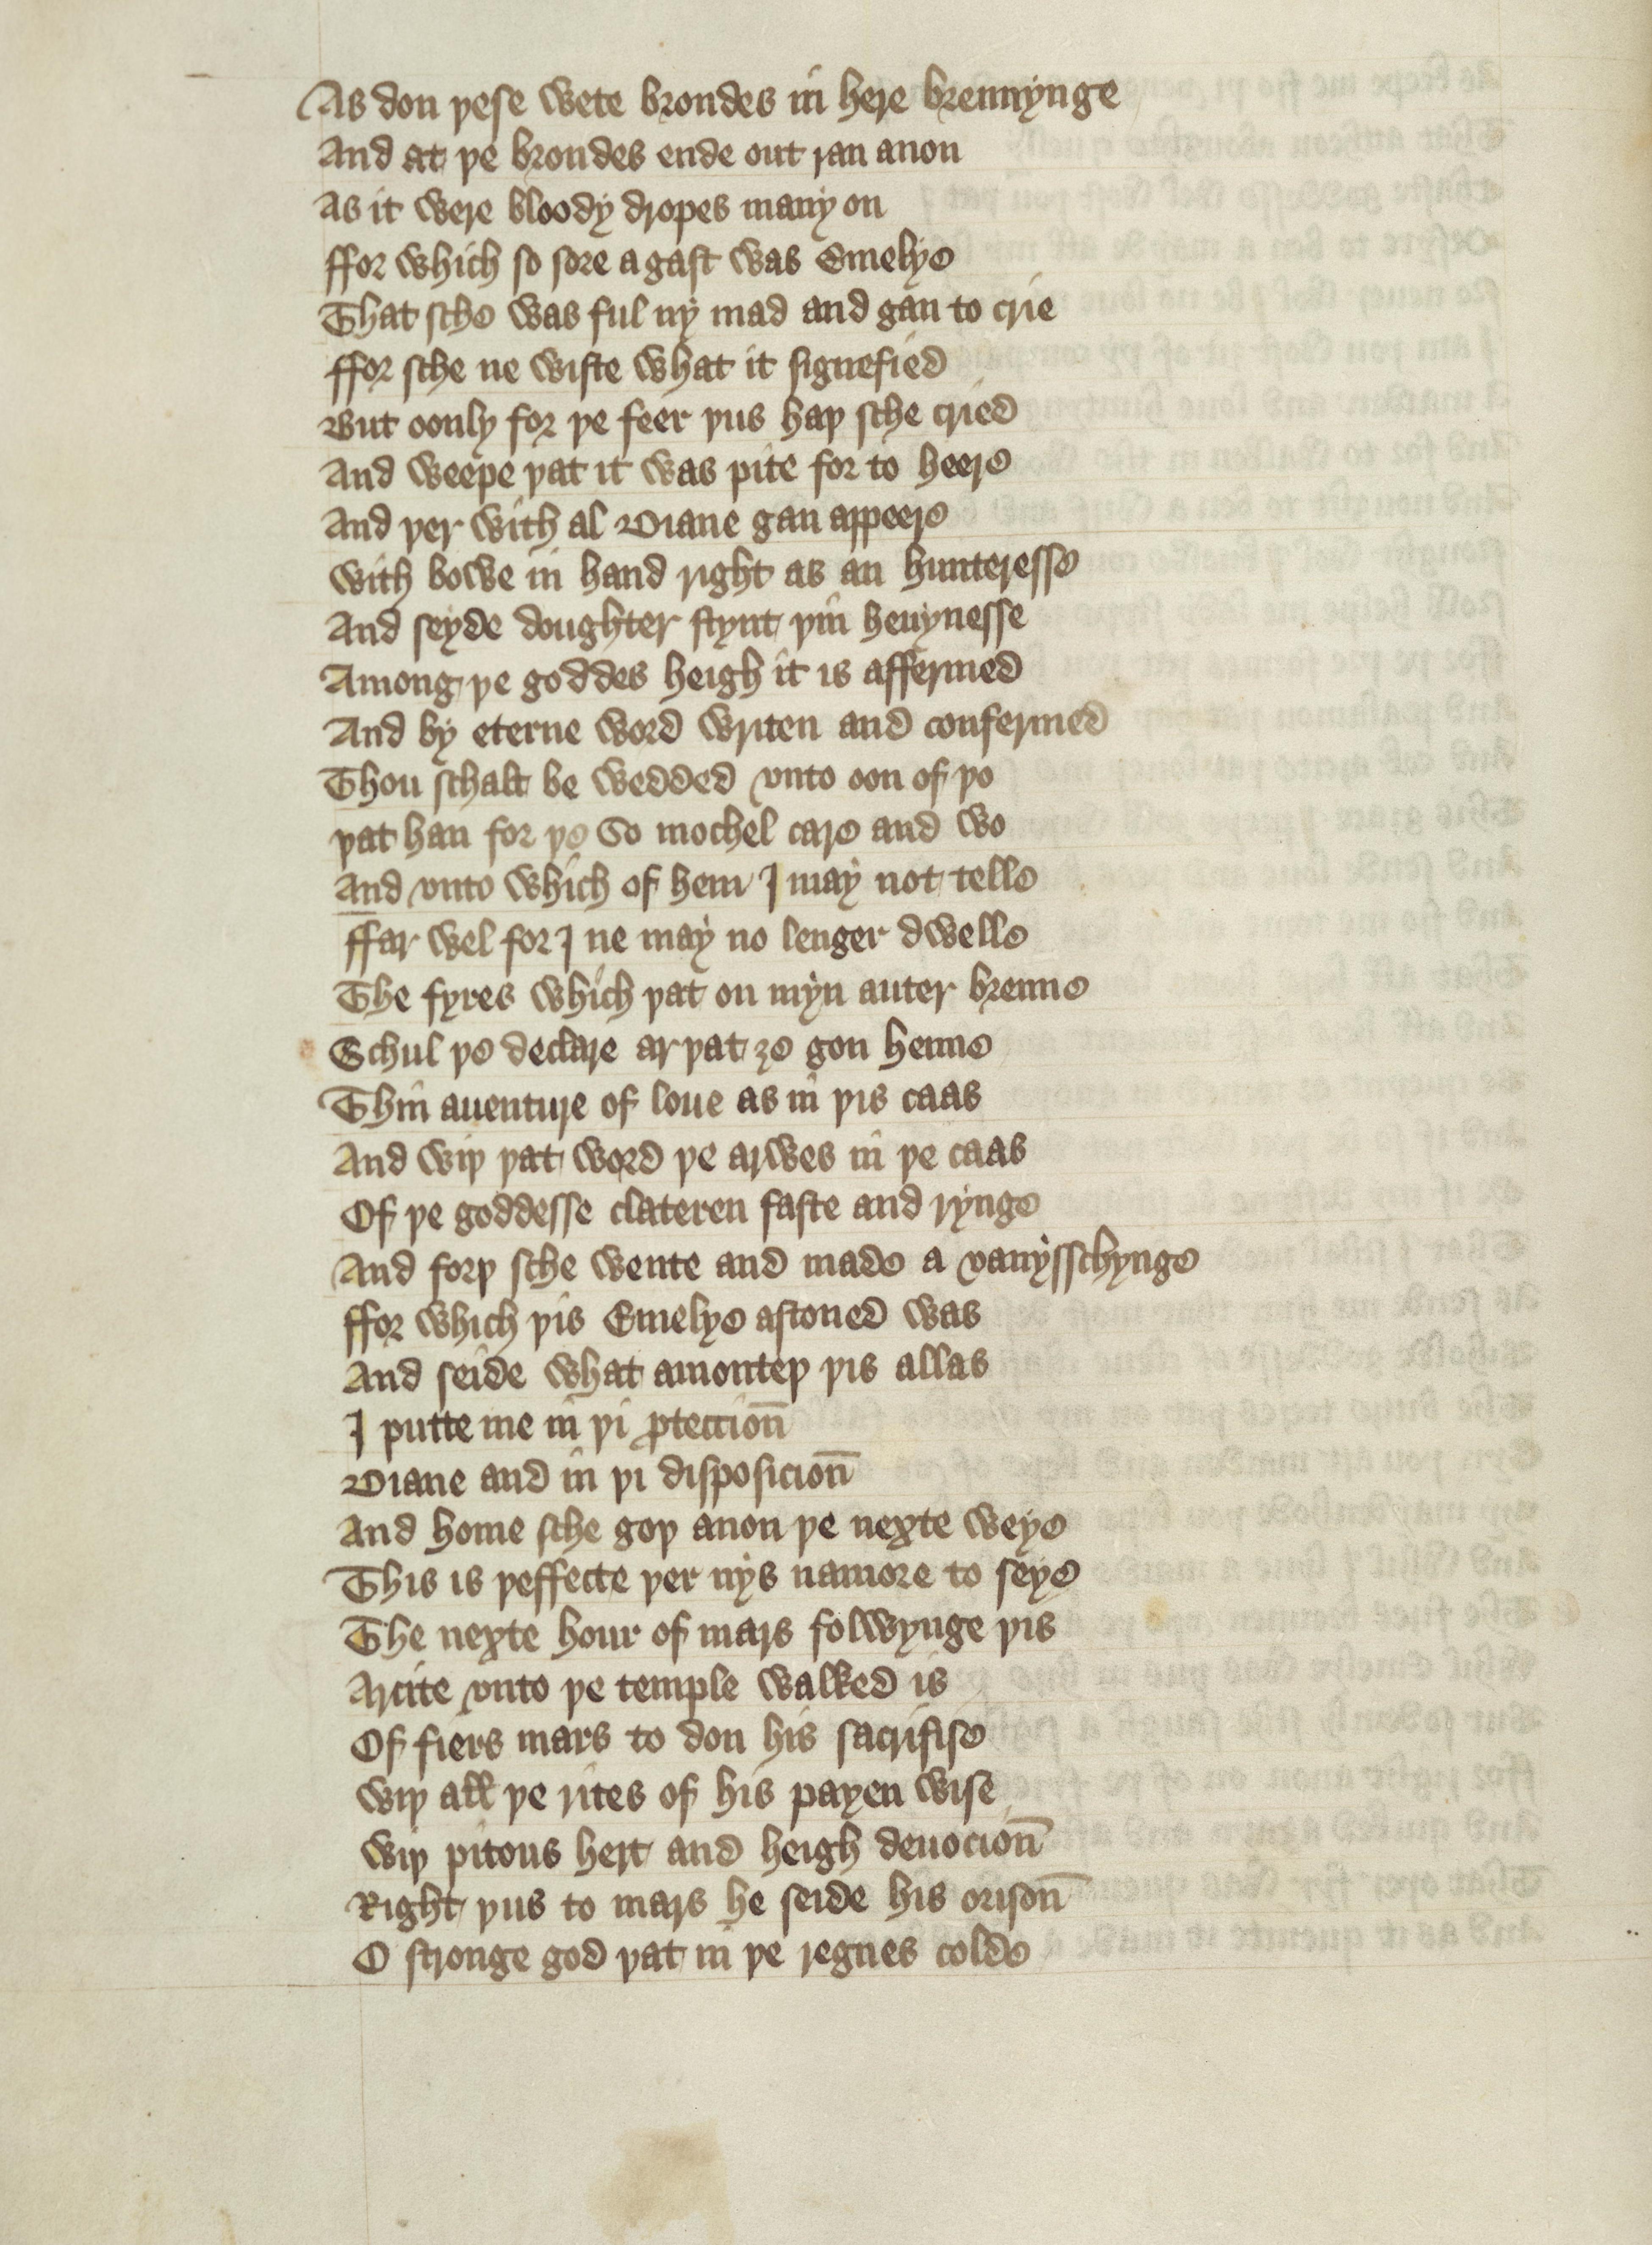 As don þese wete brondes in here brennynge
And at þe brondes ende out ran anon
As it were bloody dropes many on
ffor which so sore agast was Emelye
That sche was ful ny mad and gan to crie
ffor sche ne wiste what it signefied
But oonly for þe feer þus haþ sche cried
And weepe þat it was pite for to heere
And þer with al Diane gan appeere
With bowe in hand right as an hunteresse
And seyde doughter stynt þin heuynesse
Among þe goddes heigh it is affermed
And by eterne word writen and confermed
Thou schalt be wedded vnto oon of þo
þat han for þe So mochel care and wo
And vnto which of hem I may not telle
ffar wel for I ne may no lenger dwelle
The fyres which þat on myn auter brenne
Schul þe declare ar þat ȝe gon henne
Thin auenture of loue as in þis caas
And wiþ þat word þe arwes in þe caas
Of þe goddesse clateren faste and rynge
And forþ sche wente and made a vanysschynge
ffor which þis Emelye astoned was
And seide what amonteþ þis allas
I putte me in þi ꝓteccion̄
Diane and in þi disposicion̄
And home sche goþ anon þe nexte weye
This is þeffecte þer nys namore to seye
The nexte hour of mars folwynge þis
Arcite vnto þe temple walked is
Of fiers mars to don his sacrifise
Wiþ all þe rites of his payen wise
Wiþ pitous hert and heigh deuocion̄
Right þus to mars he seide his orison̄
O stronge god þat in þe regnes colde